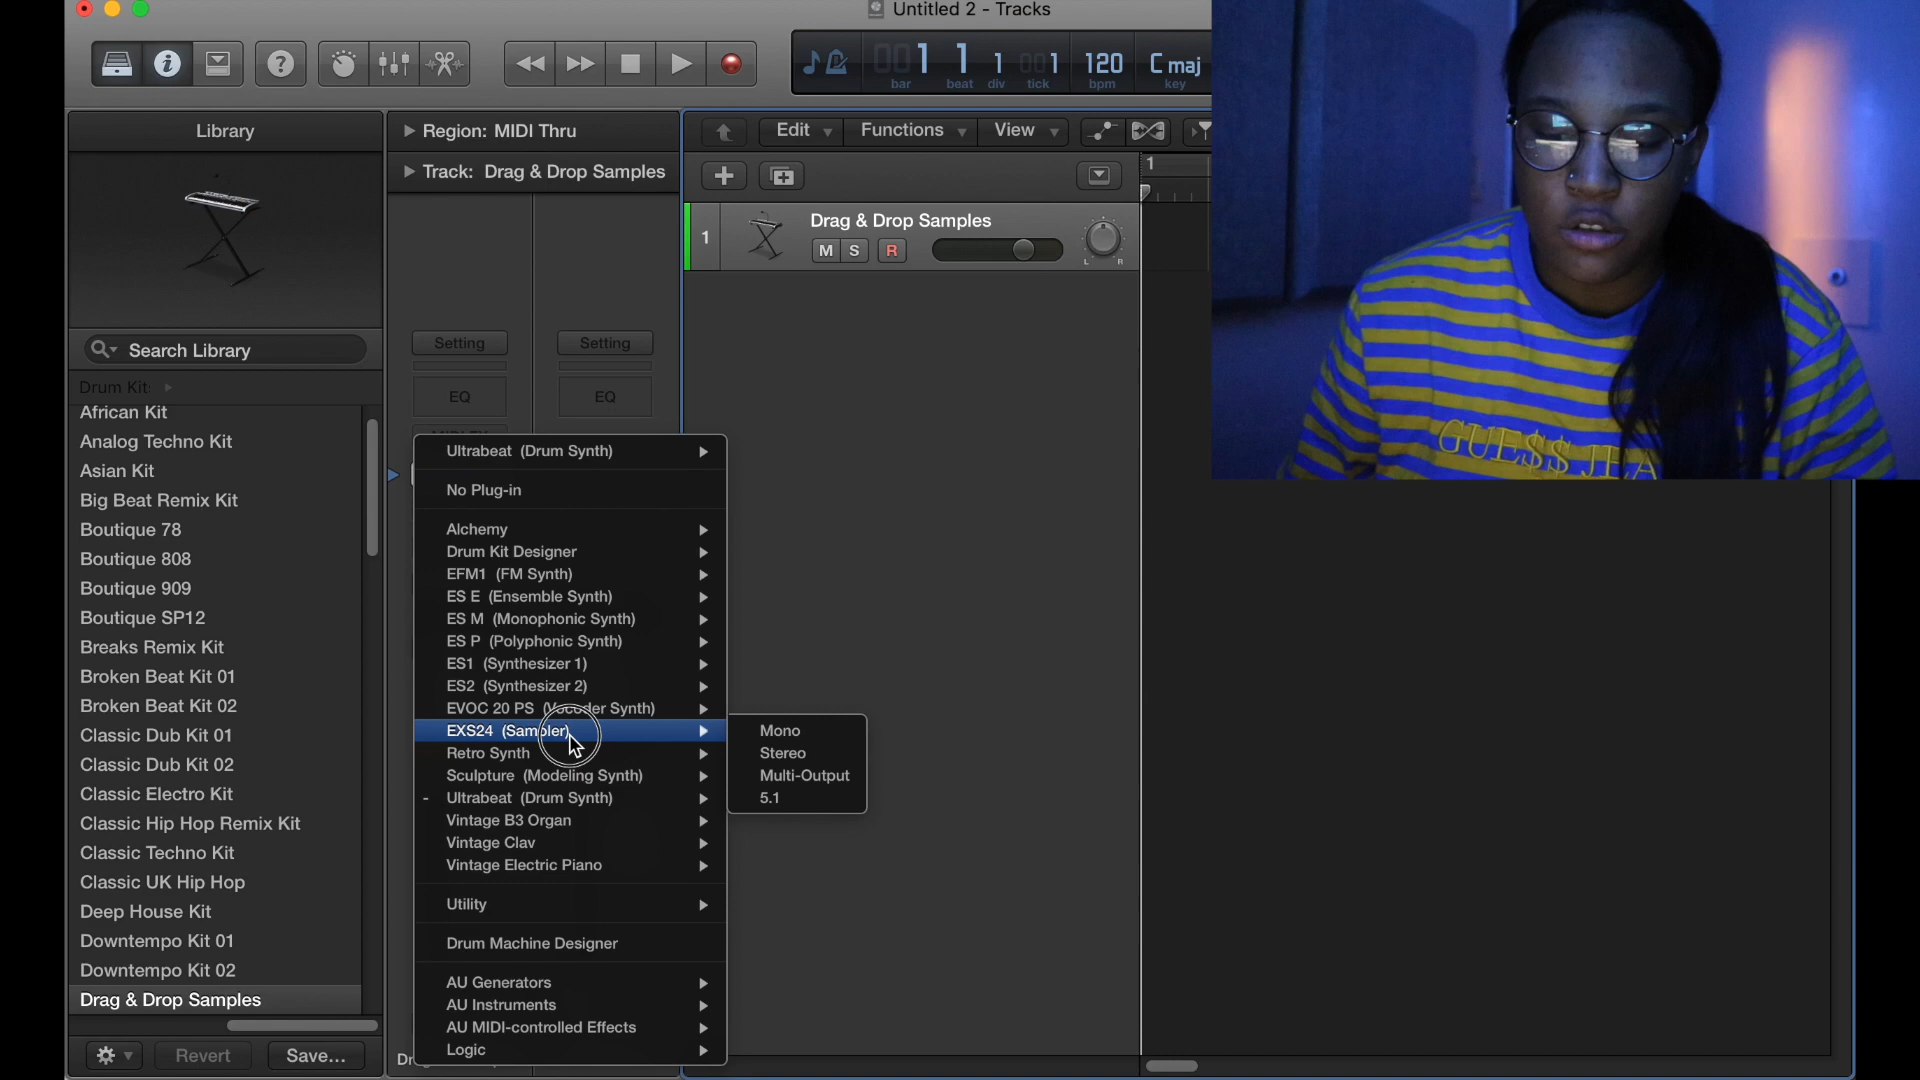 Untitled 2 - Tracks
1 1 1 1 120 C maj
bar beat div tick bpm key
Library
Region: MIDI Thru
Track: Drag & Drop Samples
Edit Functions View
1
1 Drag & Drop Samples
M S R
L R
Search Library
Setting Setting
EQ EQ
African Kit
Analog Techno Kit
Asian Kit
Big Beat Remix Kit
Boutique 78
Boutique 808
Boutique 909
Boutique SP12
Breaks Remix Kit
Broken Beat Kit 01
Broken Beat Kit 02
Classic Dub Kit 01
Classic Dub Kit 02
Classic Electro Kit
Classic Hip Hop Remix Kit
Classic Techno Kit
Classic UK Hip Hop
Deep House Kit
Downtempo Kit 01
Downtempo Kit 02
Drag & Drop Samples
Revert Save...
Ultrabeat (Drum Synth)
No Plug-in
Alchemy
Drum Kit Designer
EFM1 (FM Synth)
ES E (Ensemble Synth)
ES M (Monophonic Synth)
ES P (Polyphonic Synth)
ES1 (Synthesizer 1)
ES2 (Synthesizer 2)
EVOC 20 PS (Vocoder Synth)
EXS24 (Sampler)
Retro Synth
Sculpture (Modeling Synth)
- Ultrabeat (Drum Synth)
Vintage B3 Organ
Vintage Clav
Vintage Electric Piano
Utility
Drum Machine Designer
AU Generators
AU Instruments
AU MIDI-controlled Effects
Logic
Mono
Stereo
Multi-Output
5.1
GUE$$ JEA